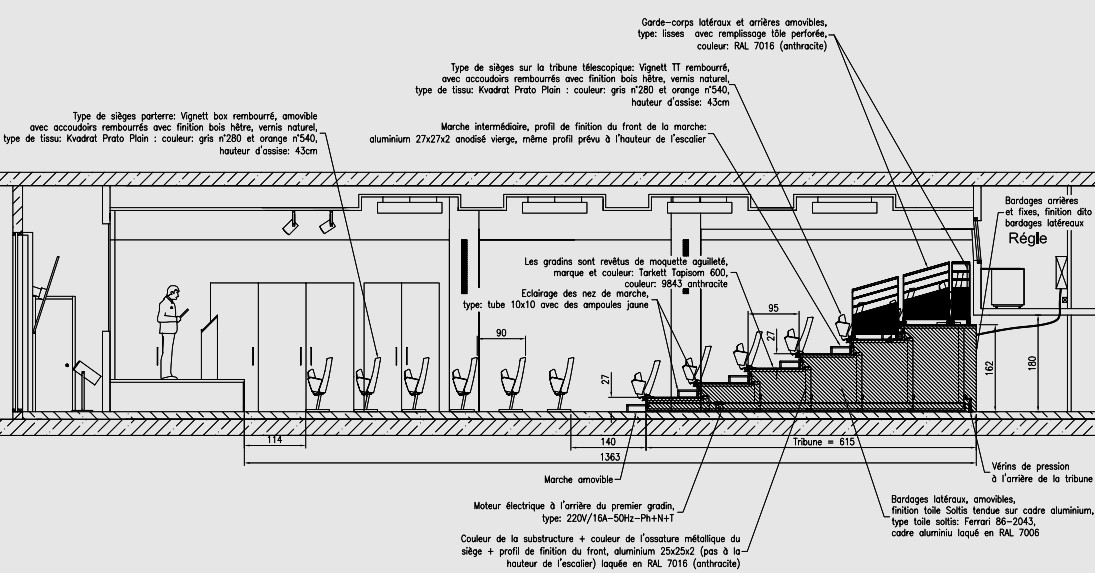 Garde-corps latéraux et arrières amovibles,
type: lisses avec remplissage tôle perforée,
couleur: RAL 7016 (anthracite)
Type de sièges sur la tribune télescopique: Vignett TT rembourré,
avec accoudoirs rembourrés avec finition bois hêtre, vernis naturel,
type de tissu: Kvadrat Prato Plain : couleur: gris n°280 et orange n°540,
hauteur d'assise: 43cm
Type de sièges parterre: Vignett box rembourré, amovible
avec accoudoirs rembourrés avec finition bois hêtre, vernis naturel,
type de tissu: Kvadrat Prato Plain : couleur: gris n°280 et orange n°540,
hauteur d'assise: 43cm
Marche intermédiaire, profil de finition du front de la marche:
aluminium 27x27x2 anodisé vierge, même profil prévu à l'hauteur de l'escalier
Bardages arrières
et fixes, finition dito
bardages latéreaux
Régle
Les gradins sont revêtus de moquette aguilleté,
marque et couleur: Tarkett Tapisom 600,
couleur: 9843 anthracite
Eclairage des nez de marche,
type: tube 10x10 avec des ampoules jaune
95
27
90
27
162
180
114
140
Tribune = 615
1363
Marche amovible
Vérins de pression
à l'arrière de la tribune
Moteur électrique à l'arrière du premier gradin,
type: 220V/16A-50Hz-Ph+N+T
Bardages latéraux, amovibles,
finition toile Soltis tendue sur cadre aluminium,
type toile soltis: Ferrari 86-2043,
cadre aluminiu laqué en RAL 7006
Couleur de la substructure + couleur de l'ossature métallique du
siège + profil de finition du front, aluminium 25x25x2 (pas à la
hauteur de l'escalier) laquée en RAL 7016 (anthracite)